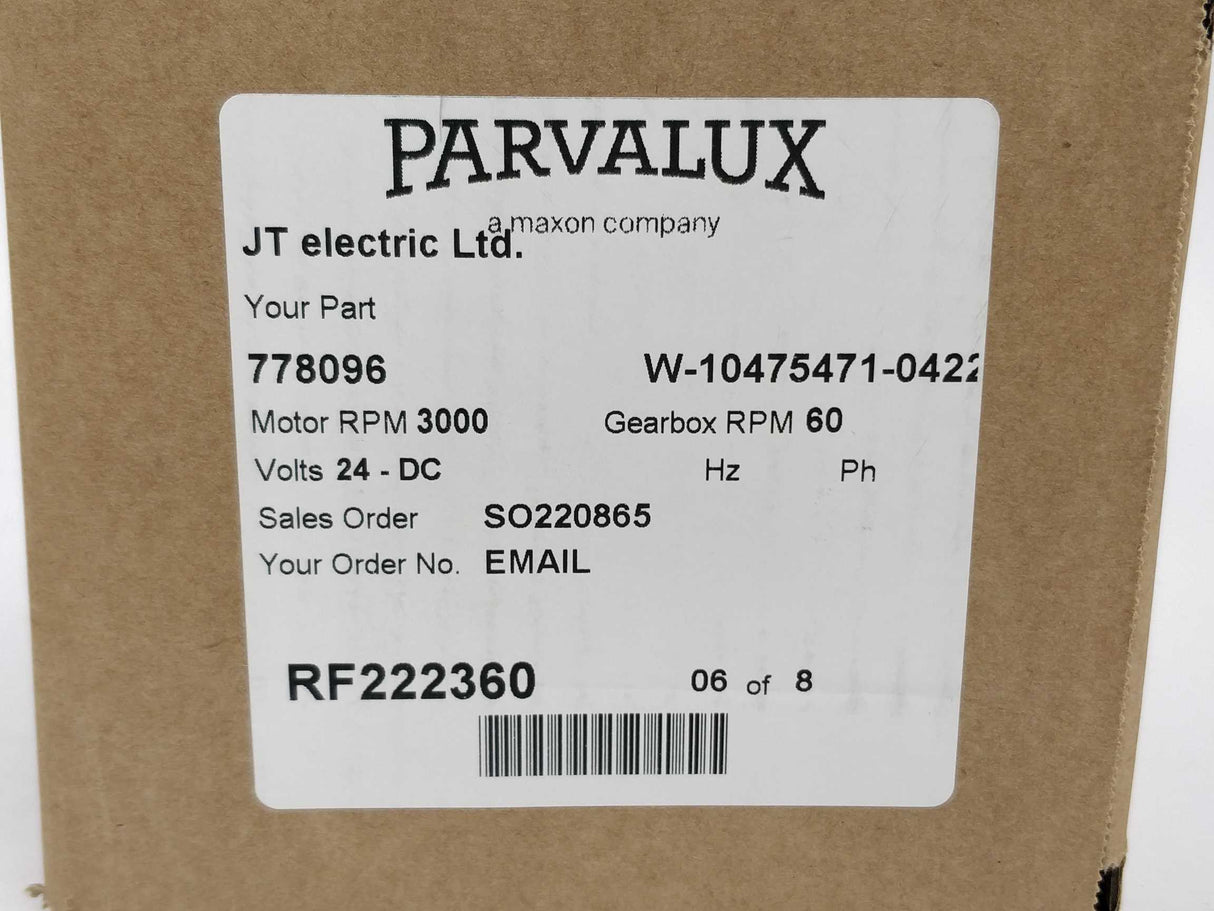 PARVALUX
a maxon company
JT electric Ltd.
Your Part
778096 W-10475471-0422
Motor RPM 3000 Gearbox RPM 60
Volts 24 - DC Hz Ph
Sales Order SO220865
Your Order No. EMAIL
RF222360 06 of 8